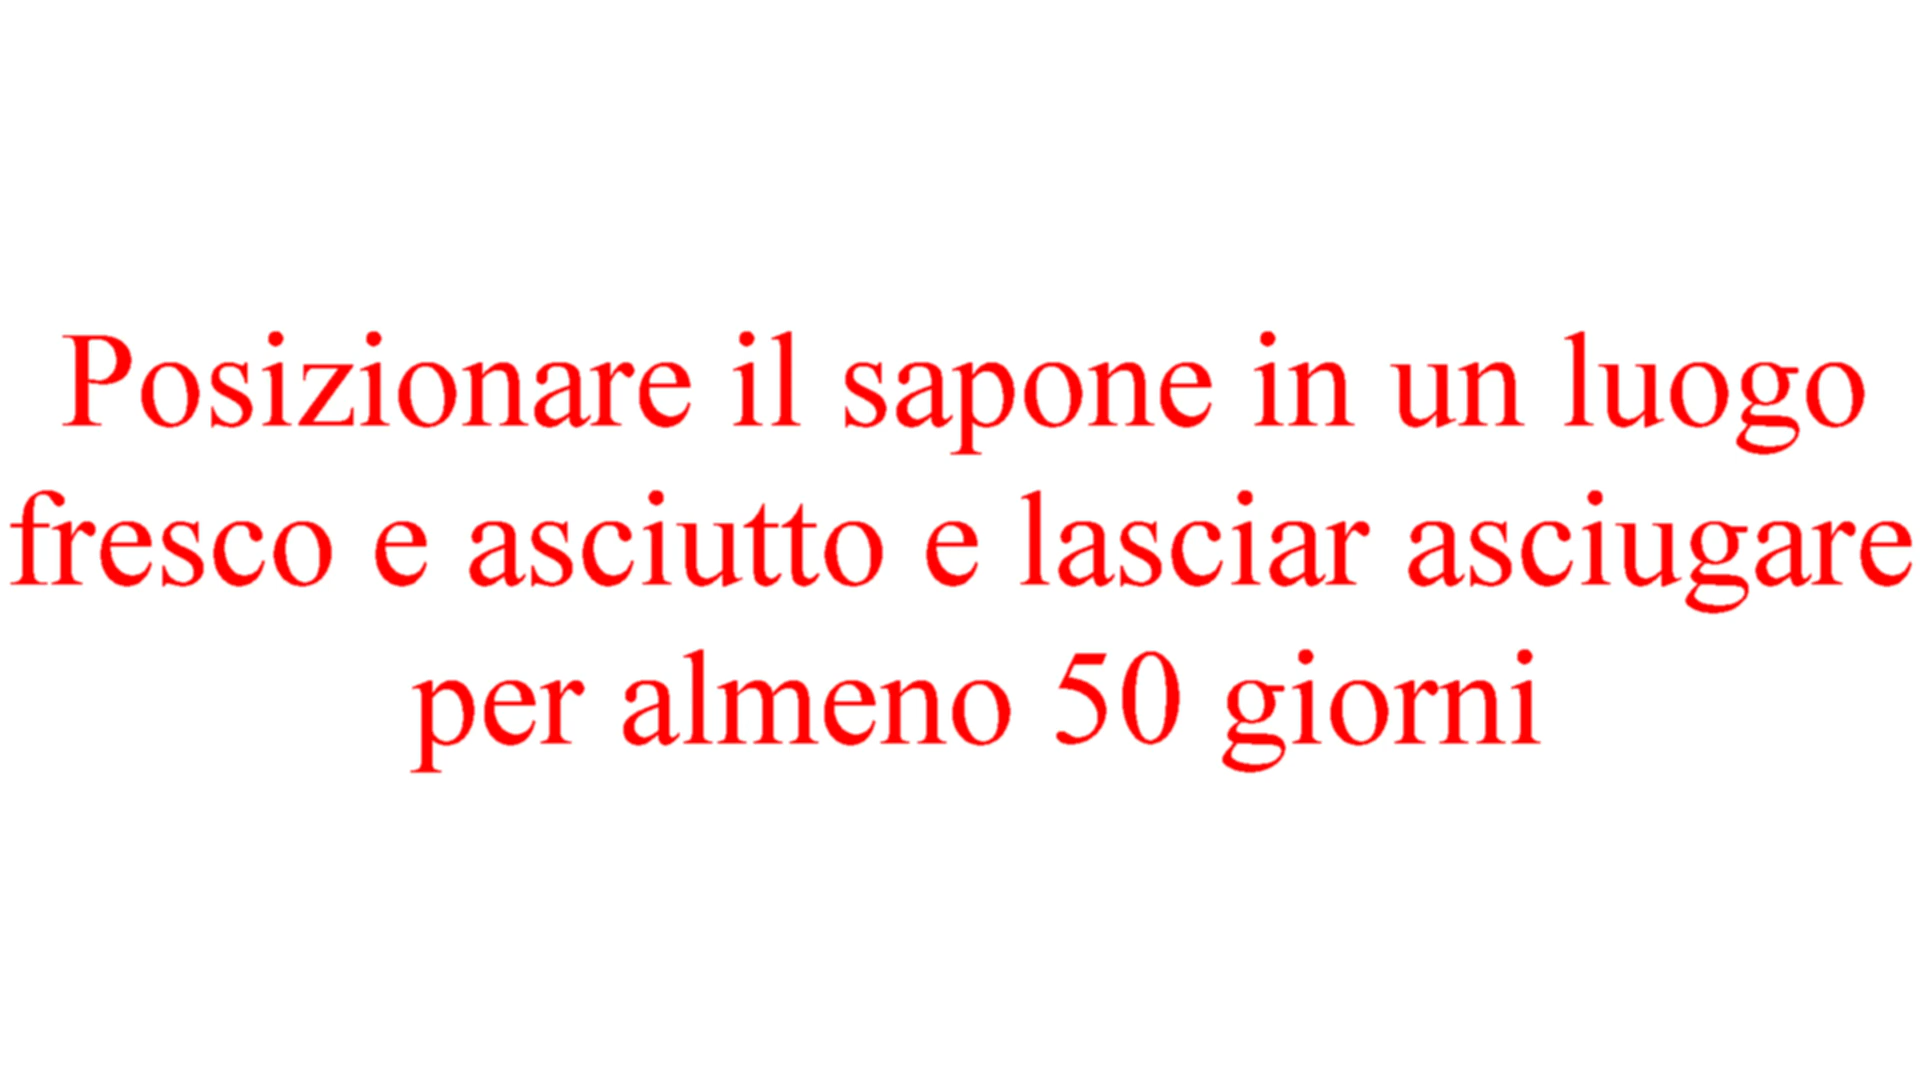 Posizionare il sapone in un luogo
fresco e asciutto e lasciar asciugare
per almeno 50 giorni